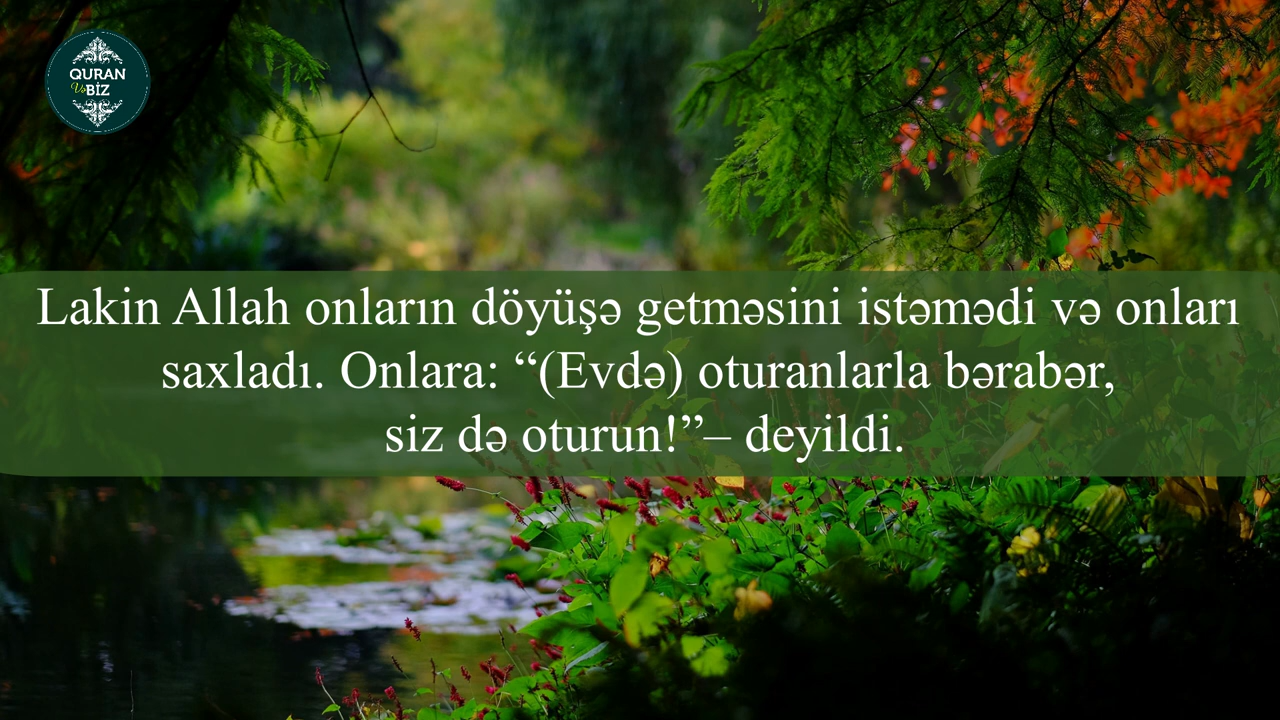 QURAN
Və BİZ
Lakin Allah onların döyüşə getməsini istəmədi və onları
saxladı. Onlara: “(Evdə) oturanlarla bərabər,
siz də oturun!”– deyildi.